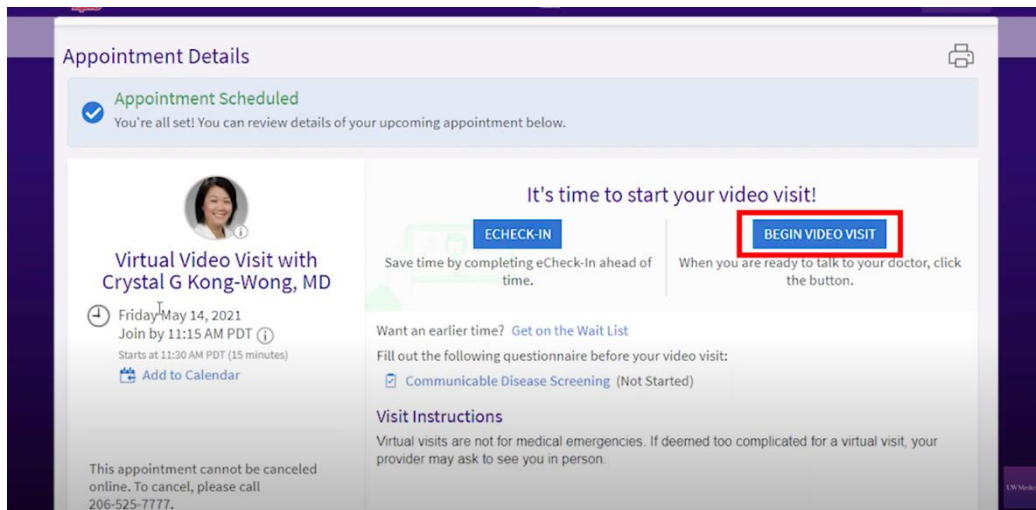 Appointment Details
Appointment Scheduled
You're all set! You can review details of your upcoming appointment below.
Virtual Video Visit with
Crystal G Kong-Wong, MD
Friday May 14, 2021
Join by 11:15 AM PDT
Starts at 11:30 AM PDT (15 minutes)
Add to Calendar
This appointment cannot be canceled
online. To cancel, please call
206-525-7777.
It's time to start your video visit!
ECHECK-IN
Save time by completing eCheck-In ahead of
time.
BEGIN VIDEO VISIT
When you are ready to talk to your doctor, click
the button.
Want an earlier time? Get on the Wait List
Fill out the following questionnaire before your video visit:
Communicable Disease Screening (Not Started)
Visit Instructions
Virtual visits are not for medical emergencies. If deemed too complicated for a virtual visit, your
provider may ask to see you in person.